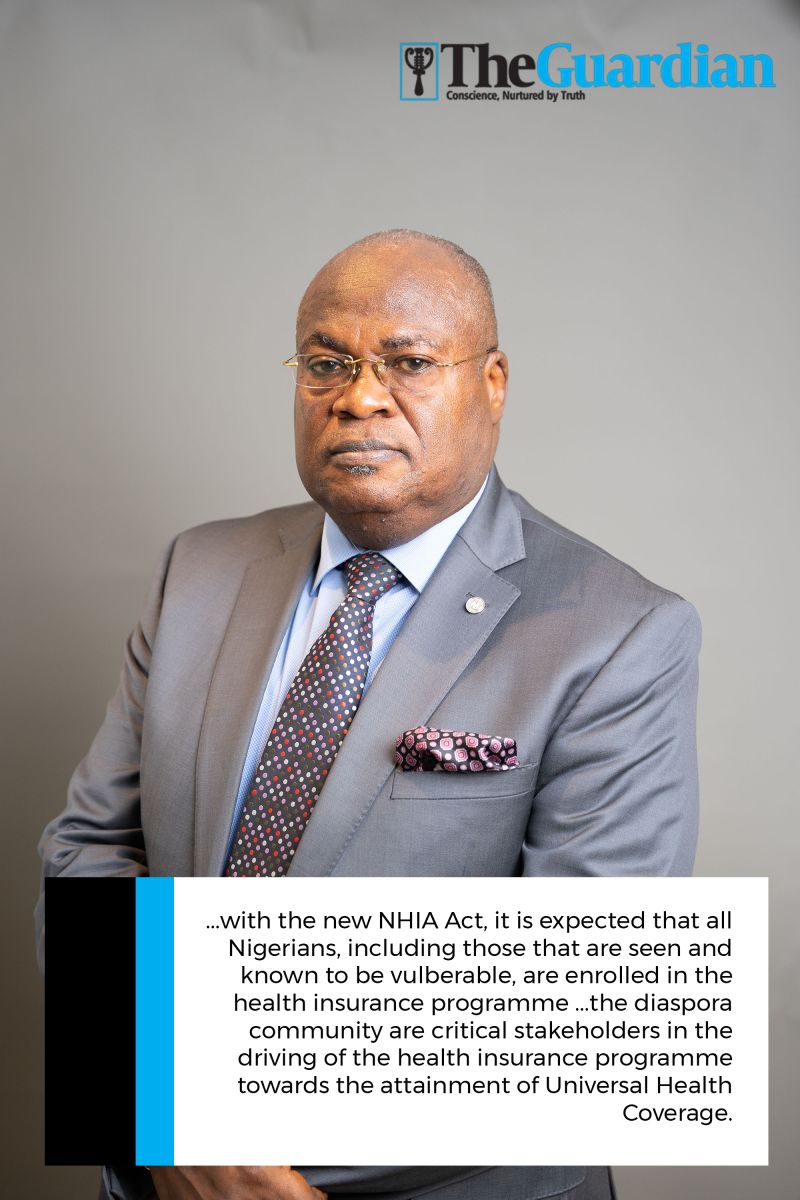 TheGuardian
Conscience, Nurtured by Truth
...with the new NHIA Act, it is expected that all
Nigerians, including those that are seen and
known to be vulberable, are enrolled in the
health insurance programme ...the diaspora
community are critical stakeholders in the
driving of the health insurance programme
towards the attainment of Universal Health
Coverage.